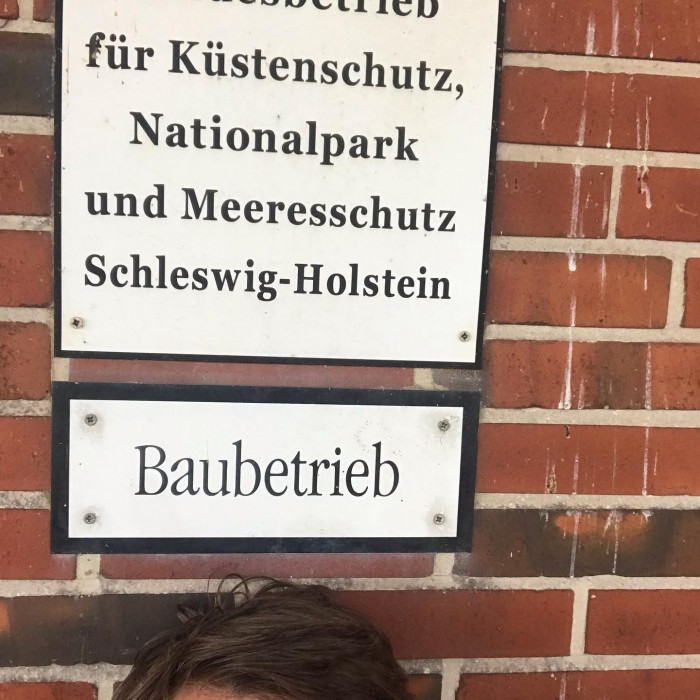 für Küstenschutz,
Nationalpark
und Meeresschutz
Schleswig-Holstein
Baubetrieb